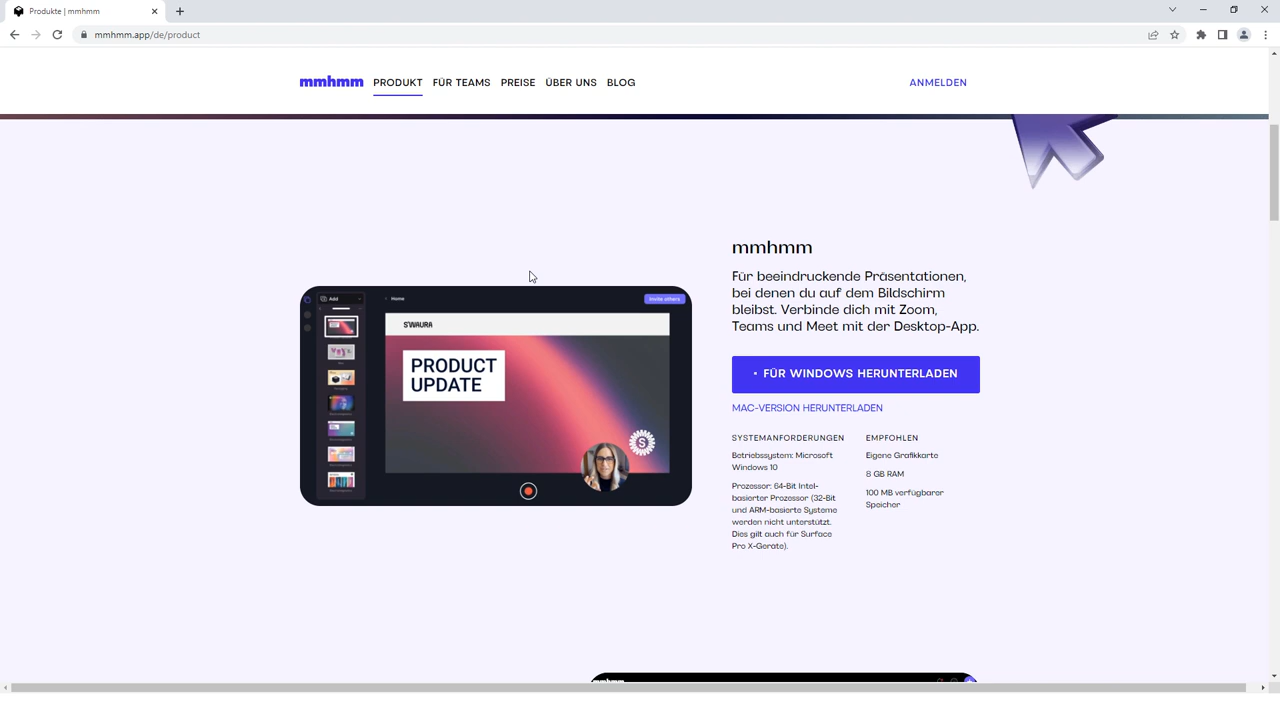 Produkte | mmhmm
mmhmm.app/de/product
mmhmm PRODUKT FÜR TEAMS PREISE ÜBER UNS BLOG ANMELDEN
mmhmm
Für beeindruckende Präsentationen,
bei denen du auf dem Bildschirm
bleibst. Verbinde dich mit Zoom,
Teams und Meet mit der Desktop-App.
Add
Home
Invite others
S'WAURA
PRODUCT
UPDATE
S
FÜR WINDOWS HERUNTERLADEN
MAC-VERSION HERUNTERLADEN
SYSTEMANFORDERUNGEN
Betriebssystem: Microsoft
Windows 10
Prozessor: 64-Bit Intel-
basierter Prozessor (32-Bit
und ARM-basierte Systeme
werden nicht unterstützt.
Dies gilt auch für Surface
Pro X-Geräte).
EMPFOHLEN
Eigene Grafikkarte
8 GB RAM
100 MB verfügbarer
Speicher
mmhmm